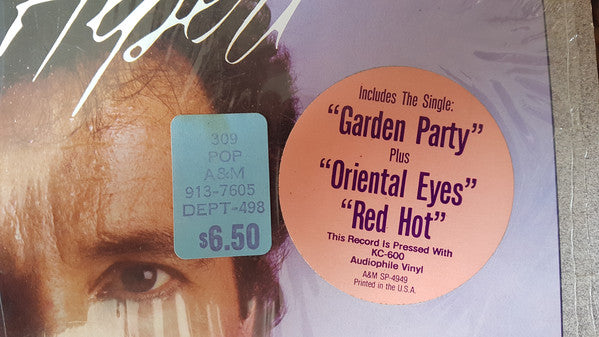 309
POP
A&M
913-7605
DEPT-498
$6.50
Includes The Single:
“Garden Party”
Plus
“Oriental Eyes”
“Red Hot”
This Record Is Pressed With
KC-600
Audiophile Vinyl
A&M SP-4949
Printed in the U.S.A.